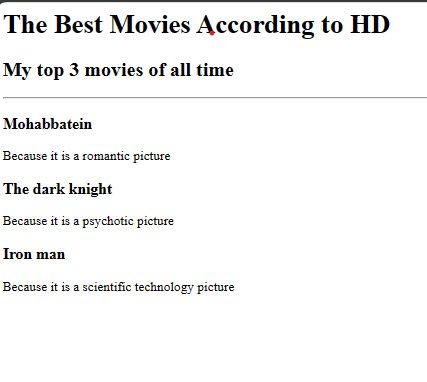 The Best Movies According to HD
My top 3 movies of all time
Mohabbatein
Because it is a romantic picture
The dark knight
Because it is a psychotic picture
Iron man
Because it is a scientific technology picture